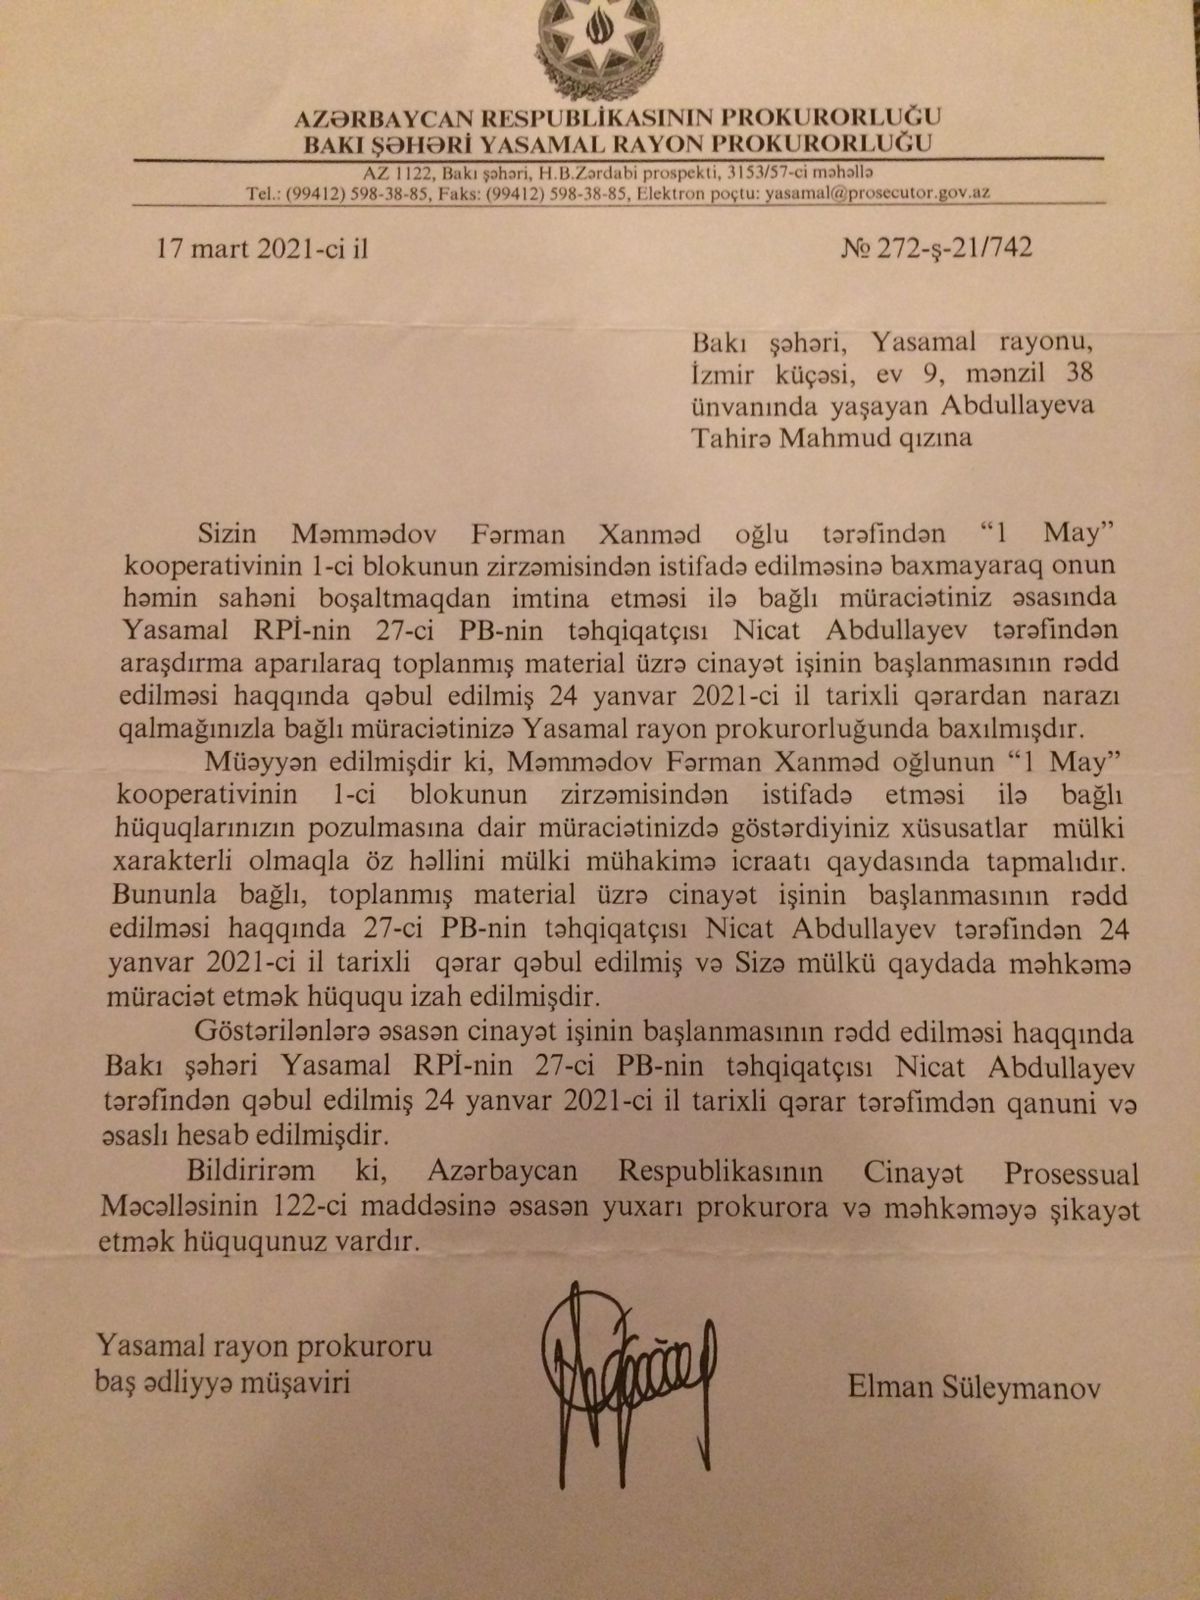 AZƏRBAYCAN RESPUBLİKASININ PROKURORLUĞU
BAKI ŞƏHƏRİ YASAMAL RAYON PROKURORLUĞU
AZ 1122, Bakı şəhəri, H.B.Zərdabi prospekti, 3153/57-ci məhəllə
Tel.: (99412) 598-38-85, Faks: (99412) 598-38-85, Elektron poçtu: yasamal@prosecutor.gov.az
17 mart 2021-ci il № 272-ş-21/742
Bakı şəhəri, Yasamal rayonu,
İzmir küçəsi, ev 9, mənzil 38
ünvanında yaşayan Abdullayeva
Tahirə Mahmud qızına
Sizin Məmmədov Fərman Xanməd oğlu tərəfindən “1 May”
kooperativinin 1-ci blokunun zirzəmisindən istifadə edilməsinə baxmayaraq onun
həmin sahəni boşaltmaqdan imtina etməsi ilə bağlı müraciətiniz əsasında
Yasamal RPİ-nin 27-ci PB-nin təhqiqatçısı Nicat Abdullayev tərəfindən
araşdırma aparılaraq toplanmış material üzrə cinayət işinin başlanmasının rədd
edilməsi haqqında qəbul edilmiş 24 yanvar 2021-ci il tarixli qərardan narazı
qalmağınızla bağlı müraciətinizə Yasamal rayon prokurorluğunda baxılmışdır.
Müəyyən edilmişdir ki, Məmmədov Fərman Xanməd oğlunun “1 May”
kooperativinin 1-ci blokunun zirzəmisindən istifadə etməsi ilə bağlı
hüquqlarınızın pozulmasına dair müraciətinizdə göstərdiyiniz xüsusatlar mülki
xarakterli olmaqla öz həllini mülki mühakimə icraatı qaydasında tapmalıdır.
Bununla bağlı, toplanmış material üzrə cinayət işinin başlanmasının rədd
edilməsi haqqında 27-ci PB-nin təhqiqatçısı Nicat Abdullayev tərəfindən 24
yanvar 2021-ci il tarixli qərar qəbul edilmiş və Sizə mülkü qaydada məhkəmə
müraciət etmək hüququ izah edilmişdir.
Göstərilənlərə əsasən cinayət işinin başlanmasının rədd edilməsi haqqında
Bakı şəhəri Yasamal RPİ-nin 27-ci PB-nin təhqiqatçısı Nicat Abdullayev
tərəfindən qəbul edilmiş 24 yanvar 2021-ci il tarixli qərar tərəfimdən qanuni və
əsaslı hesab edilmişdir.
Bildirirəm ki, Azərbaycan Respublikasının Cinayət Prosessual
Məcəlləsinin 122-ci maddəsinə əsasən yuxarı prokurora və məhkəməyə şikayət
etmək hüququnuz vardır.
Yasamal rayon prokuroru
baş ədliyyə müşaviri Elman Süleymanov